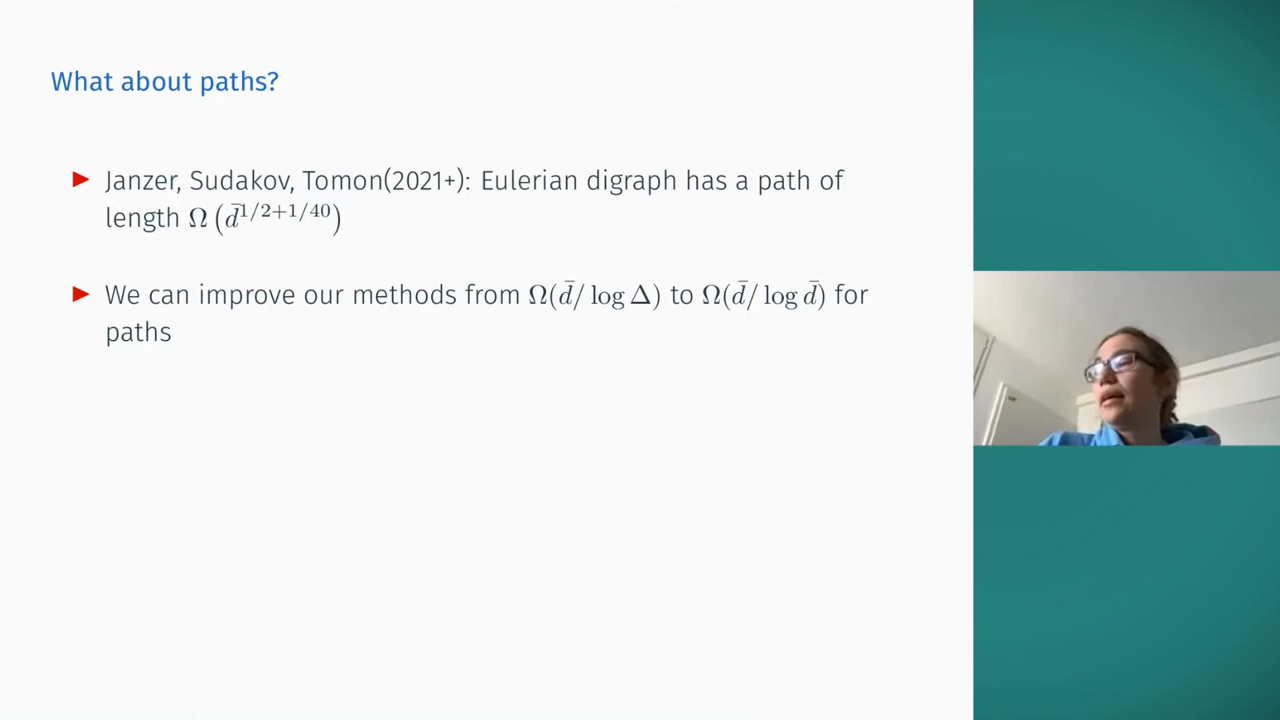 What about paths?
► Janzer, Sudakov, Tomon(2021+): Eulerian digraph has a path of
length Ω (d̄^{1/2+1/40})
► We can improve our methods from Ω(d̄/ log Δ) to Ω(d̄/ log d̄) for
paths